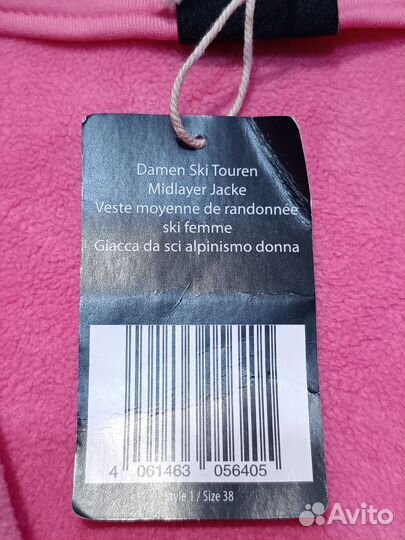 Damen Ski Touren
Midlayer Jacke
Veste moyenne de randonnée
ski femme
Giacca da sci alpinismo donna
4 061463 056405
Style 1 / Size 38
Avito